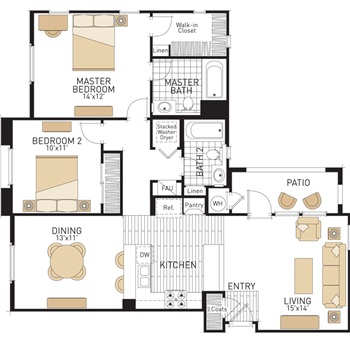 Walk-in
Closet
Linen
MASTER
BEDROOM
14'x12'
MASTER
BATH
BEDROOM 2
10'x11'
Stacked
Washer-
Dryer
BATH 2
FAU
Linen
PATIO
Ref.
Pantry
WH
DINING
13'x11'
DW
KITCHEN
ENTRY
LIVING
15'x14'
Coats